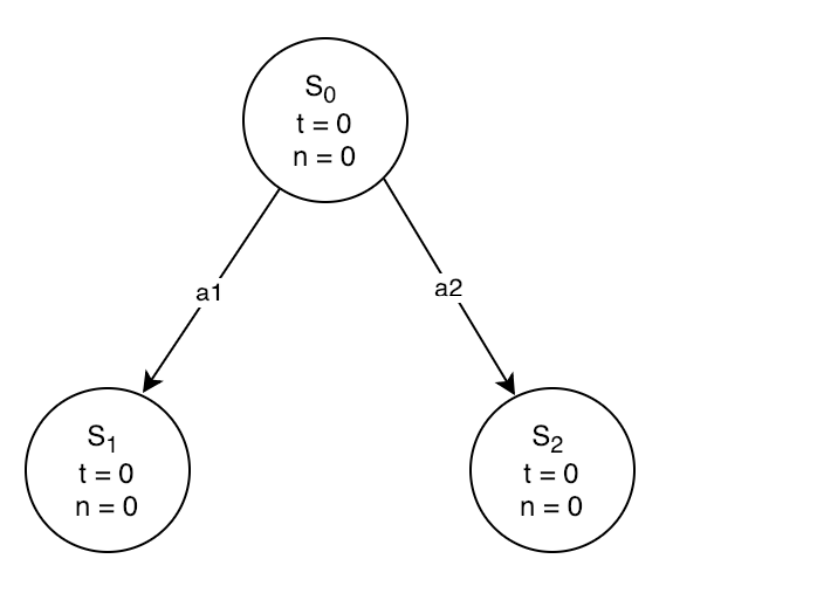 S₀
t = 0
n = 0
a1
a2
S₁
t = 0
n = 0
S₂
t = 0
n = 0